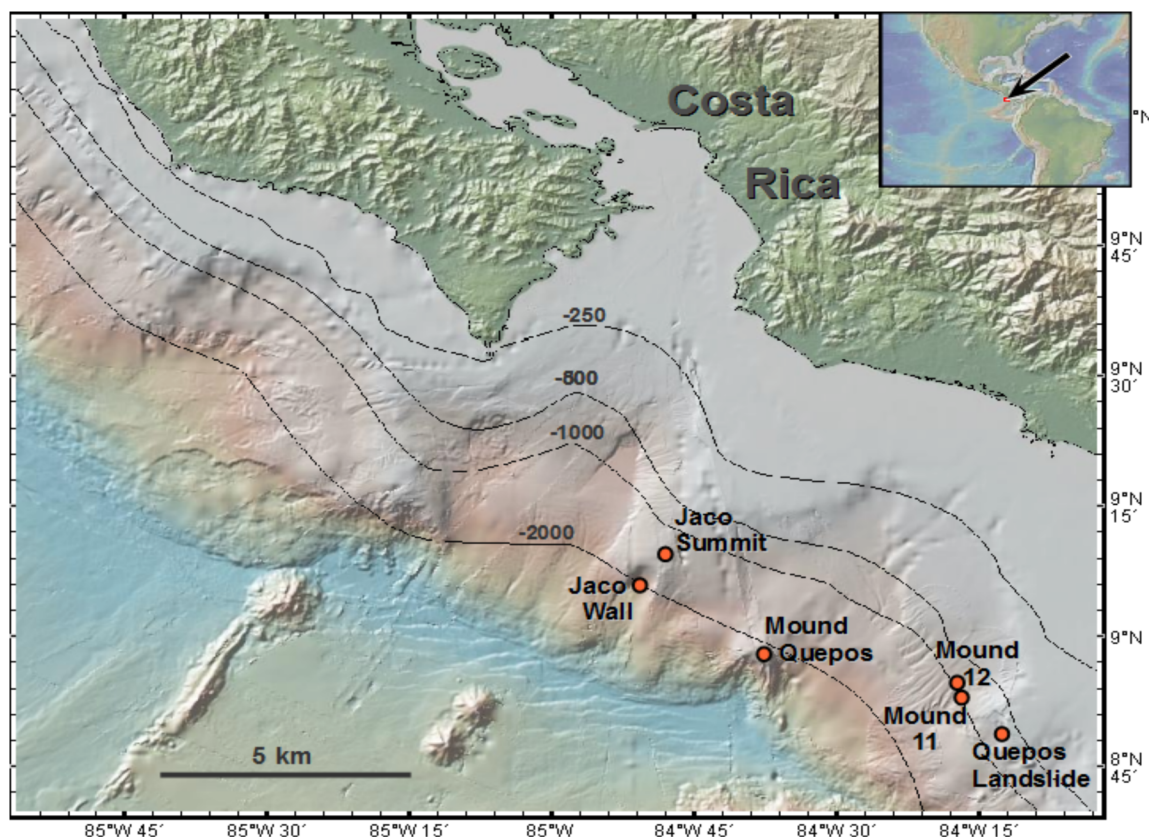 Costa
Rica
°N
9°N
45´
-250
9°N
30´
-800
-1000
9°N
15´
Jaco
Summit
-2000
Jaco
Wall
9°N
Mound
Quepos
Mound
12
Mound
11
Quepos
Landslide
8°N
45´
5 km
85°W 45´
85°W 30´
85°W 15´
85°W
84°W 45´
84°W 30´
84°W 15´